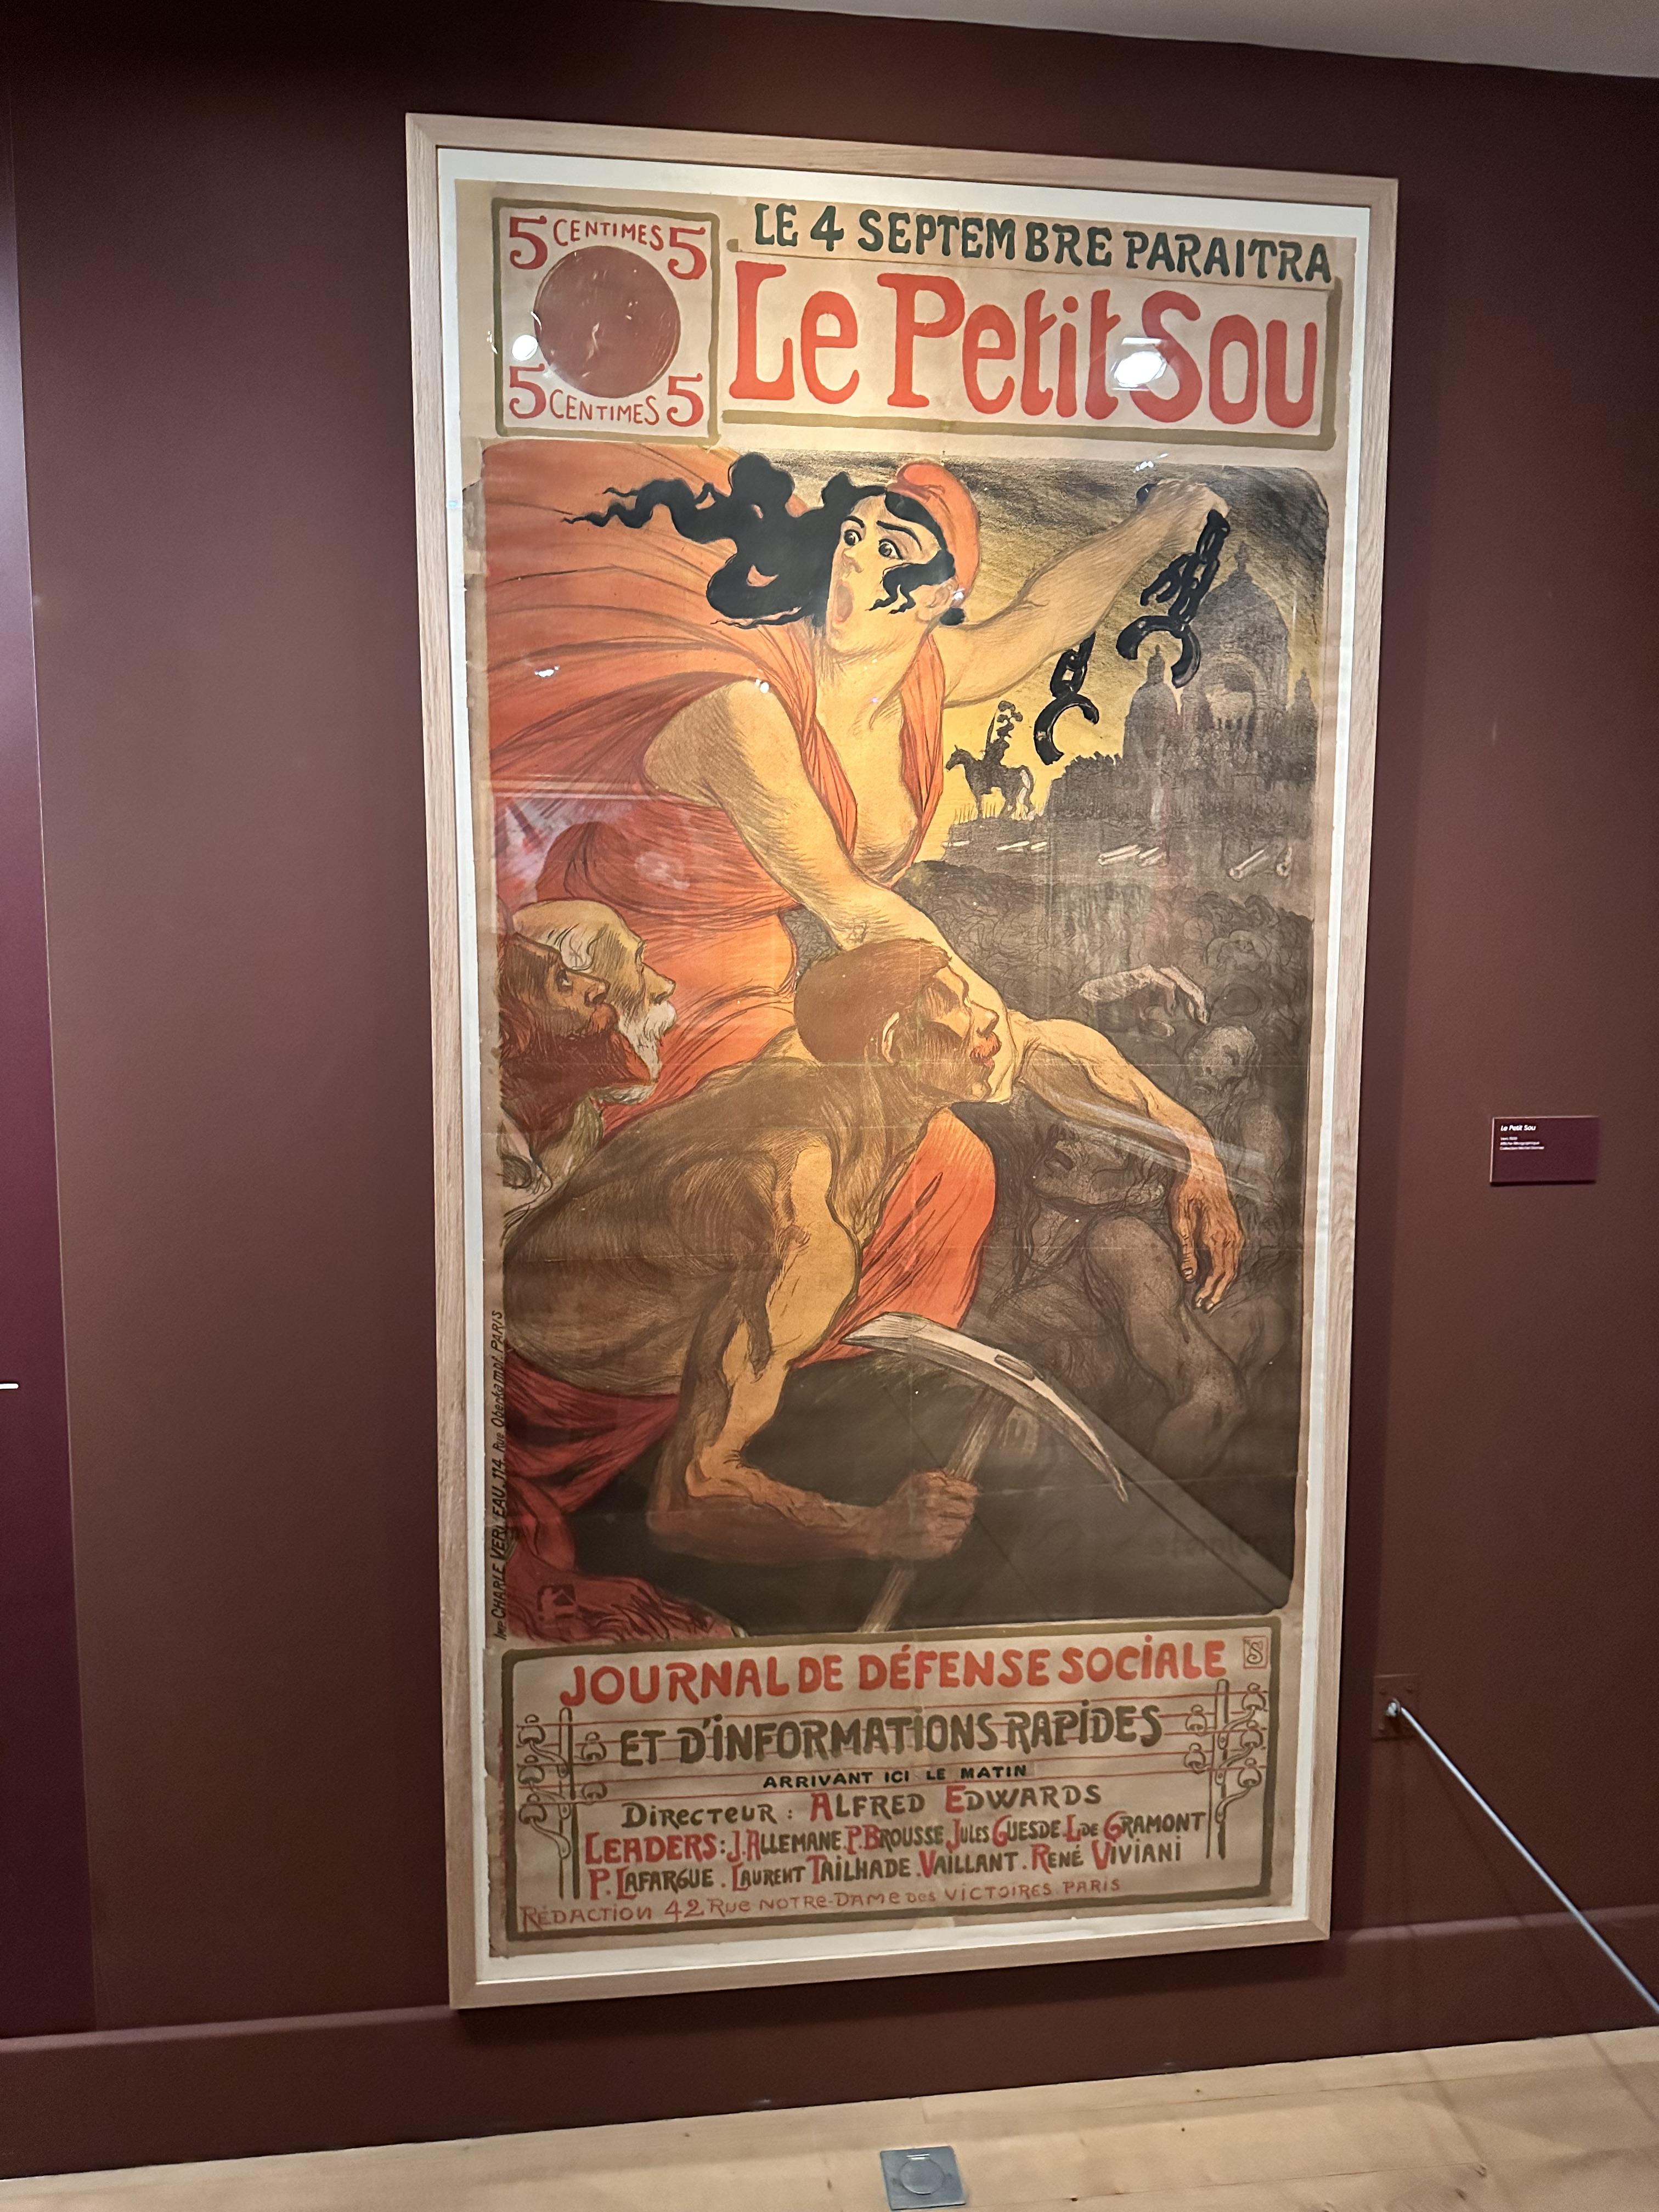 LE 4 SEPTEMBRE PARAITRA
5 CENTIMES 5
Le Petit Sou
5 CENTIMES 5
Steinlen
IMP. CHARLES VERNEAU. 114. Rue Oberkampf. PARIS
JOURNAL DE DÉFENSE SOCIALE
S
ET D'INFORMATIONS RAPIDES
ARRIVANT ICI LE MATIN
DIRECTEUR : ALFRED EDWARDS
LEADERS: J. ALLEMANE. P. BROUSSE. JULES GUESDE. L. DE GRAMONT
P. LAFARGUE. LAURENT TAILHADE. VAILLANT. RENÉ VIVIANI
RÉDACTION 42 RUE NOTRE-DAME DES VICTOIRES. PARIS
Le Petit Sou